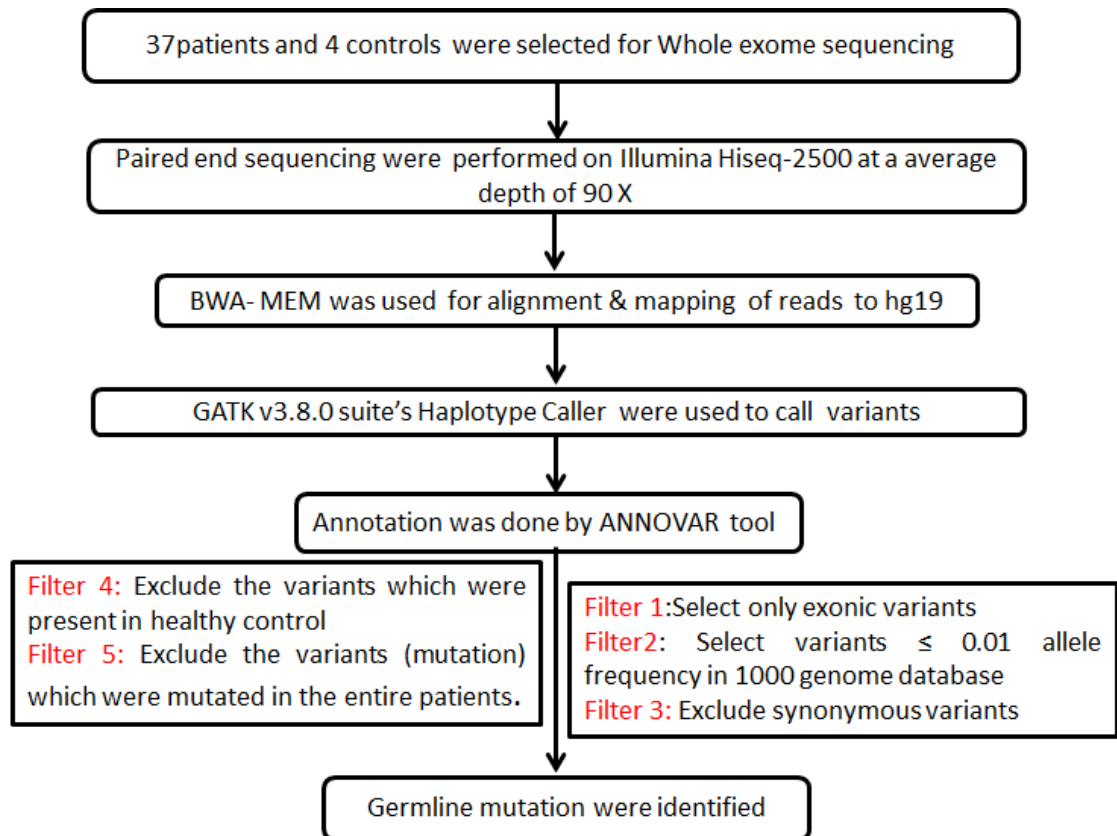 37patients and 4 controls were selected for Whole exome sequencing
Paired end sequencing were performed on Illumina Hiseq-2500 at a average
depth of 90 X
BWA- MEM was used for alignment & mapping of reads to hg19
GATK v3.8.0 suite's Haplotype Caller were used to call variants
Annotation was done by ANNOVAR tool
Filter 4: Exclude the variants which were
present in healthy control
Filter 5: Exclude the variants (mutation)
which were mutated in the entire patients.
Filter 1:Select only exonic variants
Filter2: Select variants ≤ 0.01 allele
frequency in 1000 genome database
Filter 3: Exclude synonymous variants
Germline mutation were identified